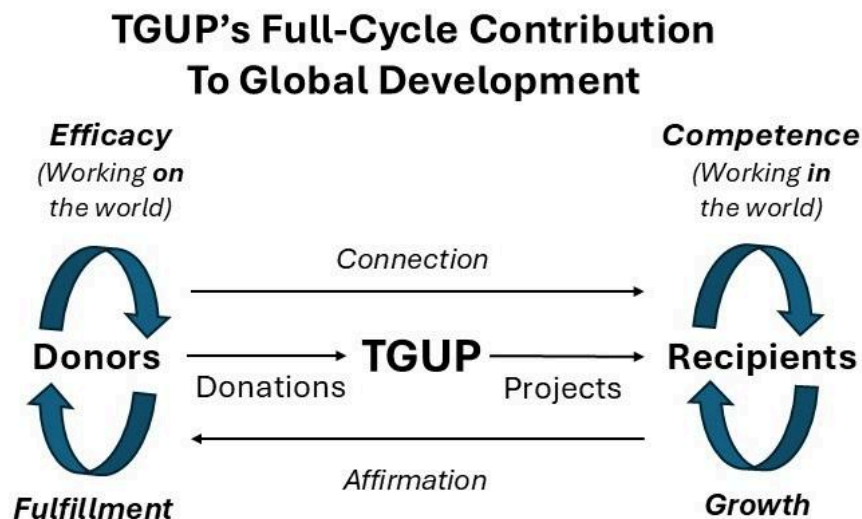 TGUP's Full-Cycle Contribution
To Global Development
Efficacy
(Working on
the world)
Competence
(Working in
the world)
Connection
Donors
TGUP
Recipients
Donations
Projects
Affirmation
Fulfillment
Growth